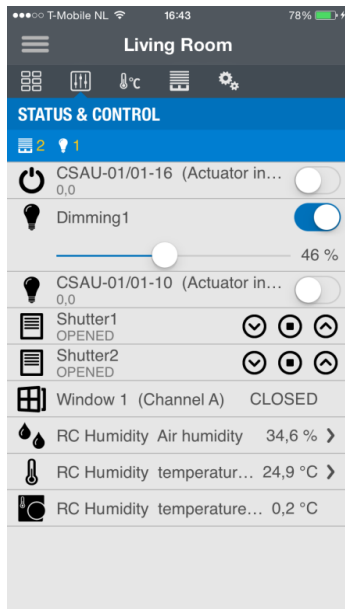 T-Mobile NL 16:43 78%
Living Room
°C
STATUS & CONTROL
2 1
CSAU-01/01-16 (Actuator in...
0,0
Dimming1
46 %
CSAU-01/01-10 (Actuator in...
0,0
Shutter1
OPENED
Shutter2
OPENED
Window 1 (Channel A) CLOSED
RC Humidity Air humidity 34,6 %
RC Humidity temperatur... 24,9 °C
RC Humidity temperature... 0,2 °C